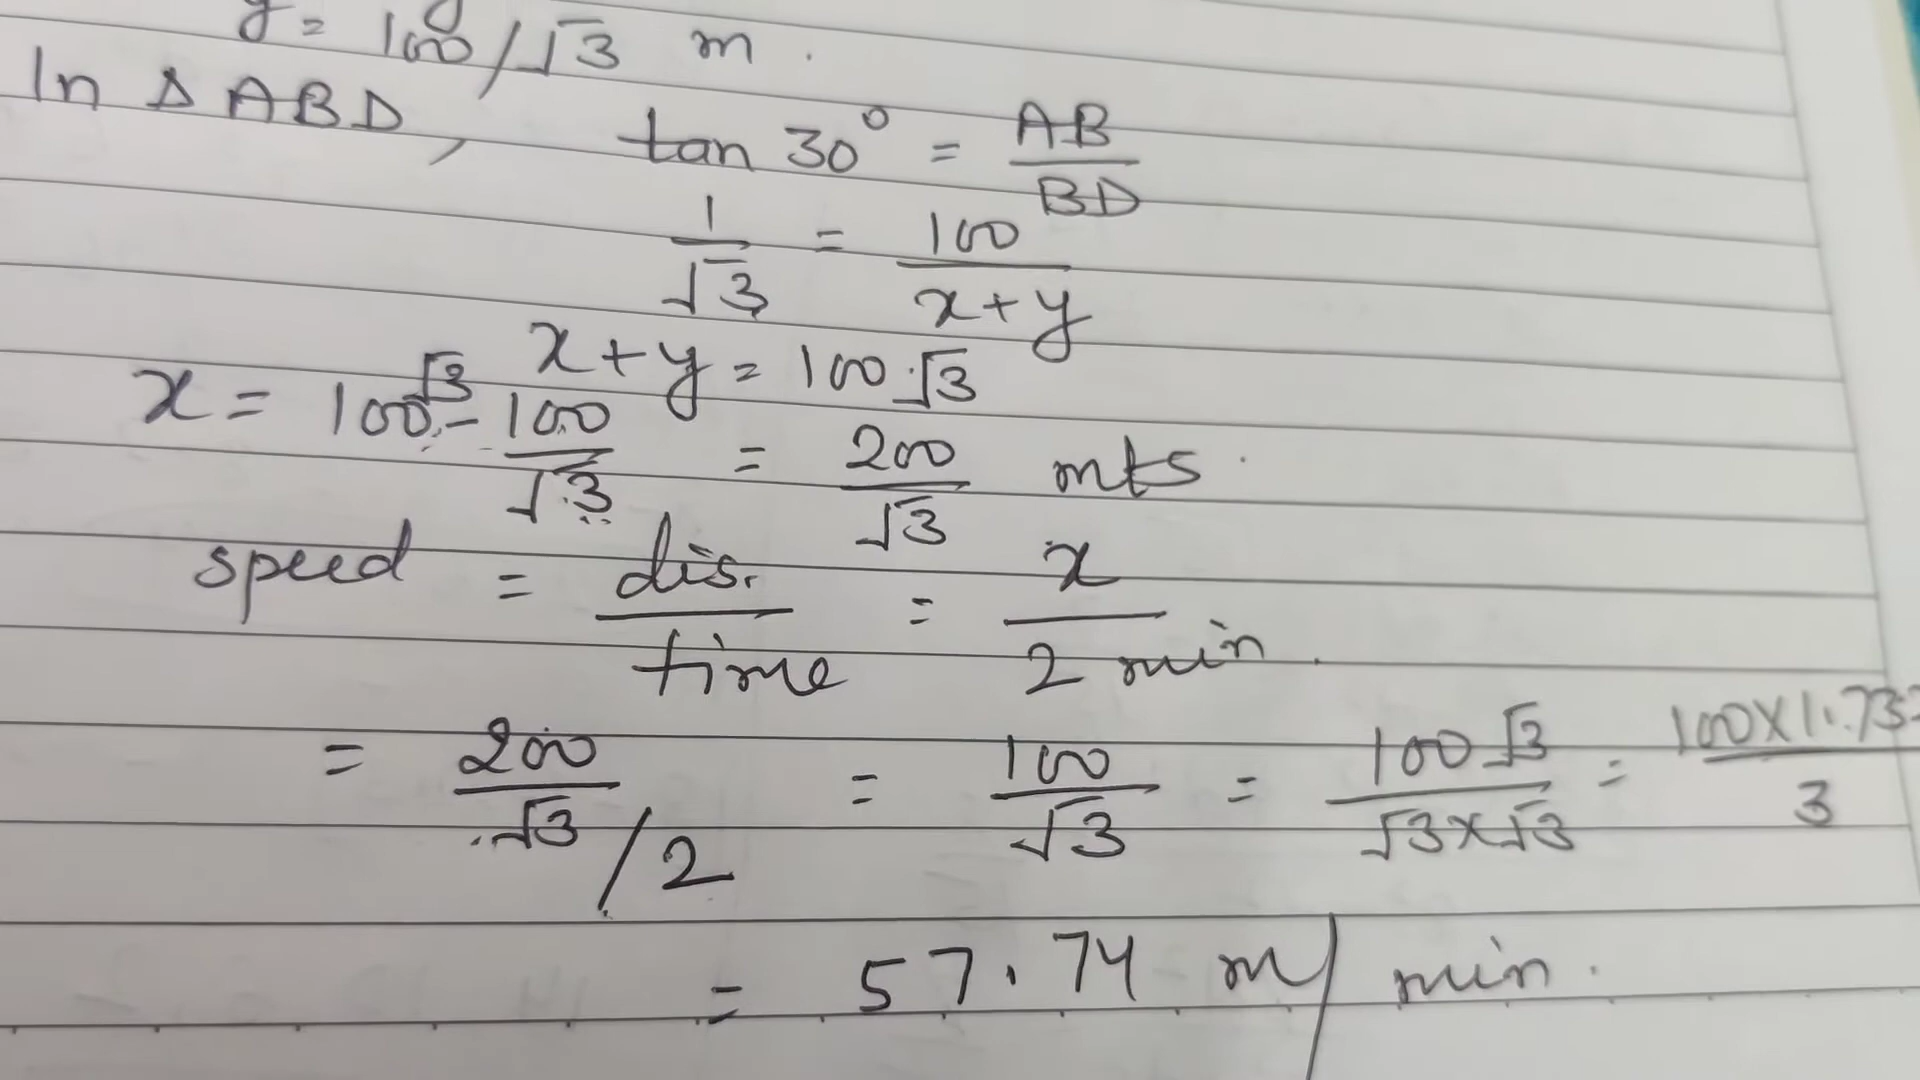 y = 100/√3 m.
In Δ ABD, tan 30° = AB/BD
1/√3 = 100/x+y
x+y = 100√3
x = 100√3 - 100/√3 = 200/√3 mts.
speed = dis./time = x/2 min.
= 200/√3/2 = 100/√3 = 100√3/√3×√3 = 100×1.73/3
= 57.74 m/min.